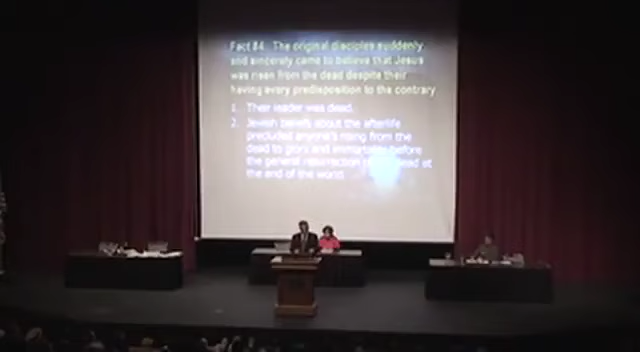 Fact #4. The original disciples suddenly
and sincerely came to believe that Jesus
was risen from the dead despite their
having every predisposition to the contrary
1. Their leader was dead.
2. Jewish beliefs about the afterlife
precluded anyone's rising from the
dead to glory and immortality before
the general resurrection dead at
the end of the world.